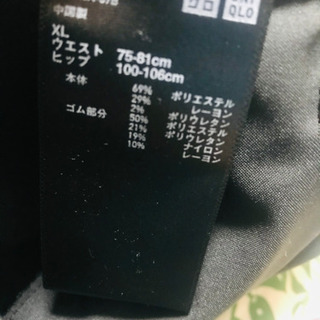 クロ
QLO
中国製
XL
ウエスト 75-81cm
ヒップ 100-106cm
本体 69% ポリエステル
29% レーヨン
2% ポリウレタン
ゴム部分 50% ポリエステル
21% ポリウレタン
19% ナイロン
10% レーヨン